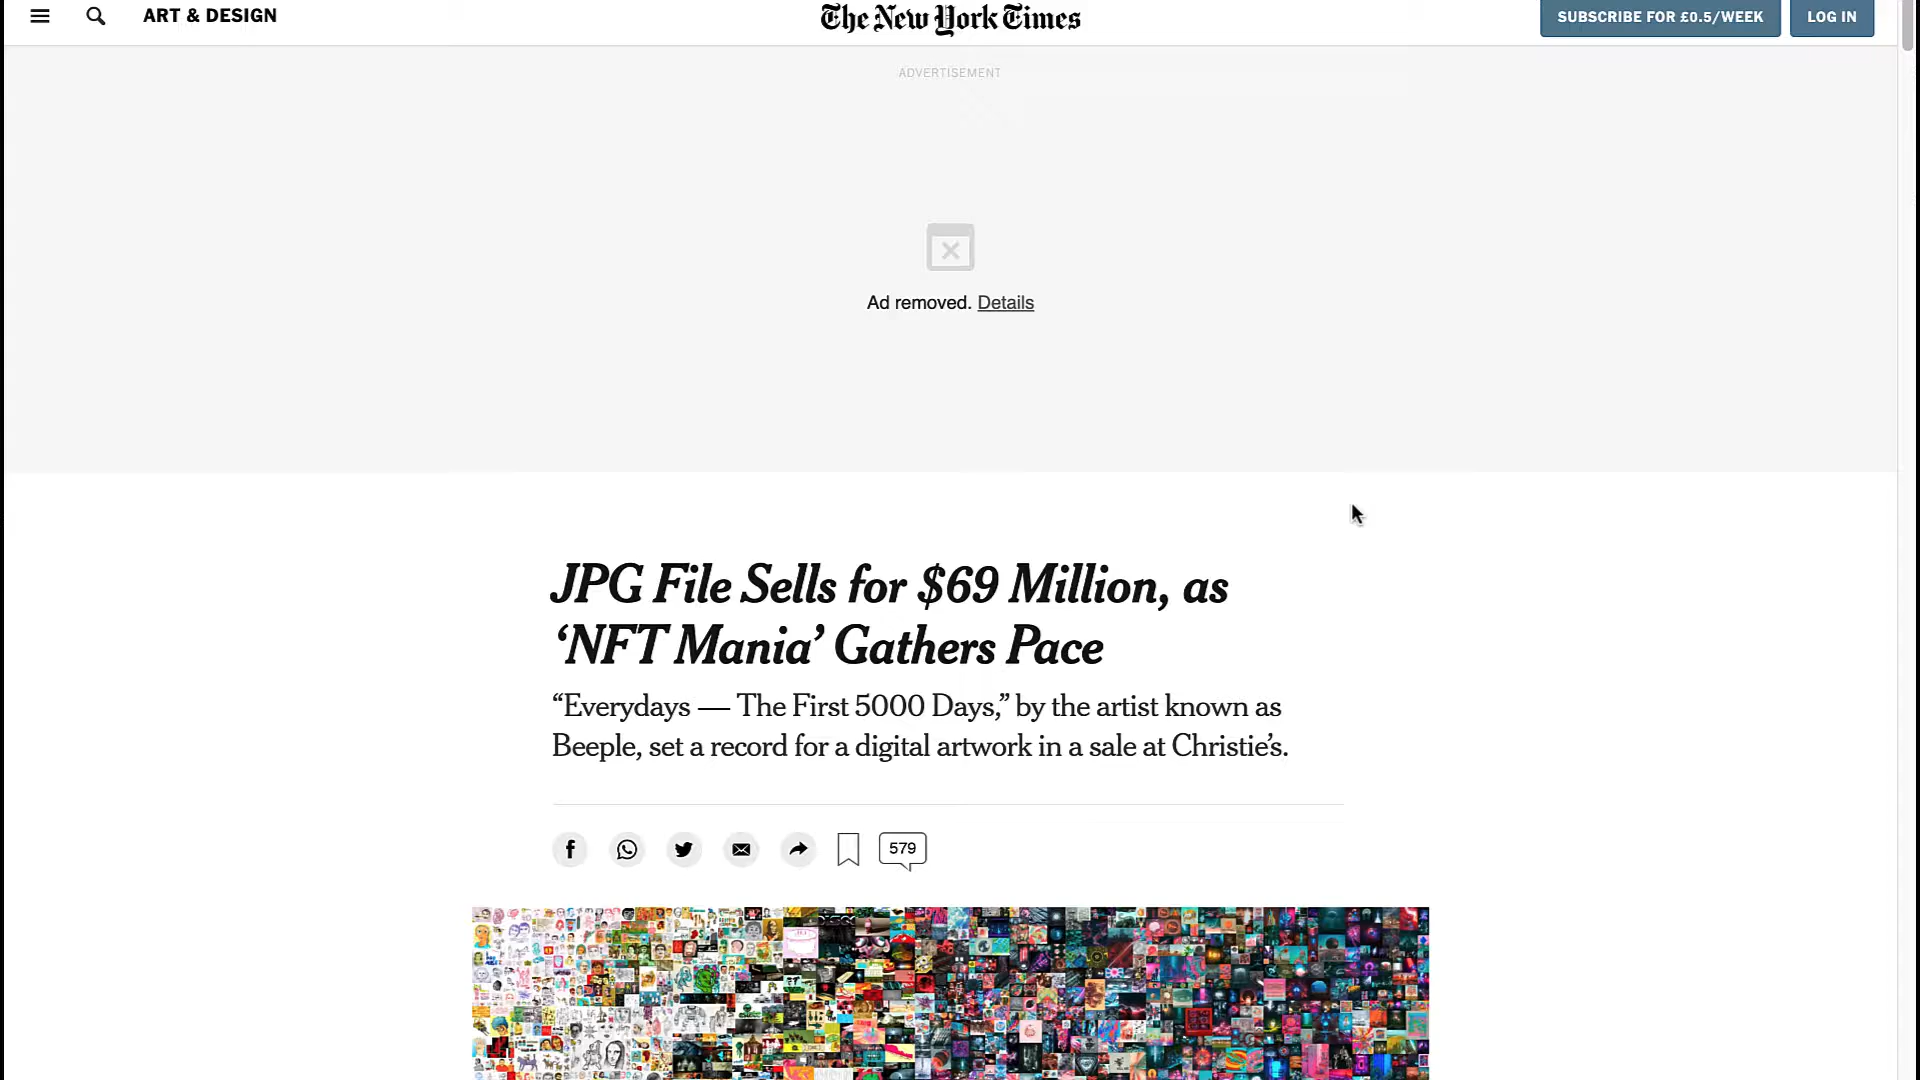 ART & DESIGN
The New York Times
SUBSCRIBE FOR £0.5/WEEK
LOG IN
ADVERTISEMENT
Ad removed. Details
JPG File Sells for $69 Million, as
‘NFT Mania’ Gathers Pace
“Everydays — The First 5000 Days,” by the artist known as
Beeple, set a record for a digital artwork in a sale at Christie’s.
579